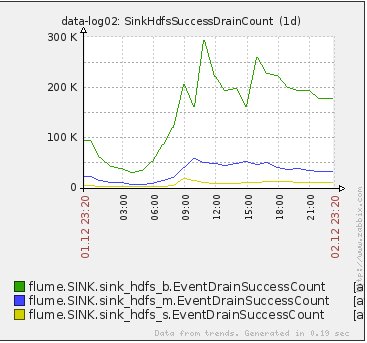 data-log02: SinkHdfsSuccessDrainCount (1d)
300 K
200 K
100 K
0
01.12 23:20
03:00
06:00
09:00
12:00
15:00
18:00
21:00
02.12 23:20
http://www.zabbix.com
flume.SINK.sink_hdfs_b.EventDrainSuccessCount [a
flume.SINK.sink_hdfs_m.EventDrainSuccessCount [a
flume.SINK.sink_hdfs_s.EventDrainSuccessCount [a
Data from trends. Generated in 0.19 sec